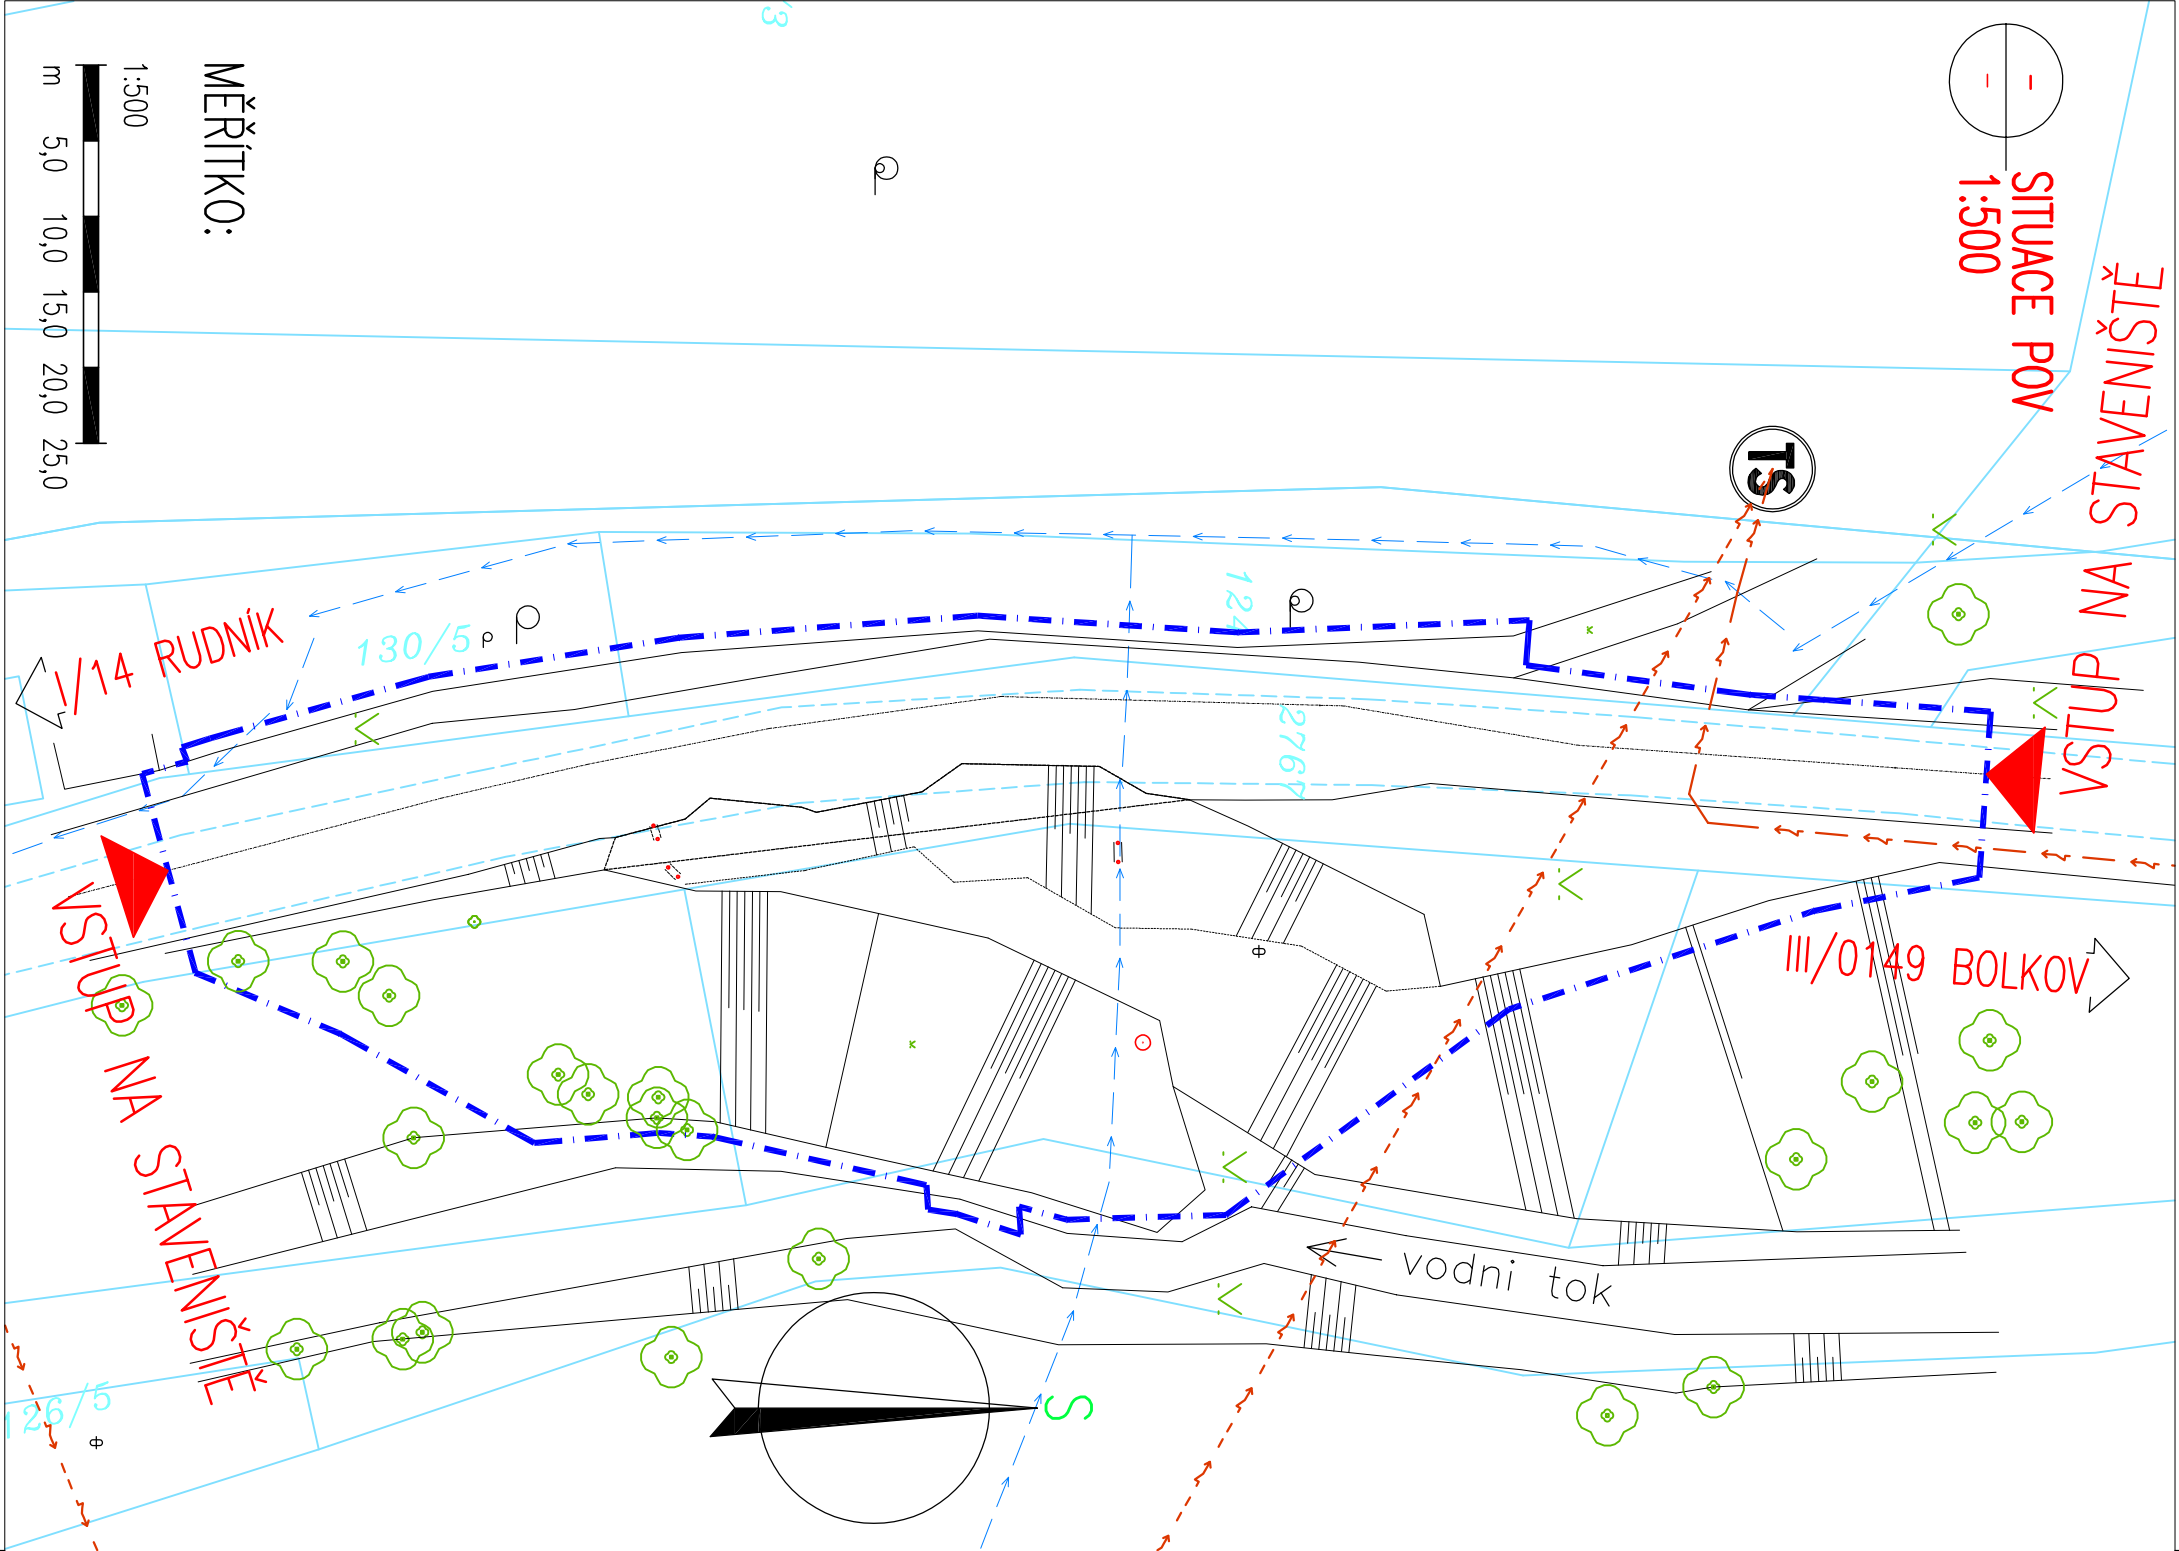 SITUACE POV
1:500
MĚŘÍTKO:
1:500
m 5,0 10,0 15,0 20,0 25,0
VSTUP NA STAVENIŠTĚ
TS
I/14 RUDNÍK
130/5
124
2767
III/0149 BOLKOV
VSTUP NA STAVENIŠTĚ
vodni tok
S
126/5